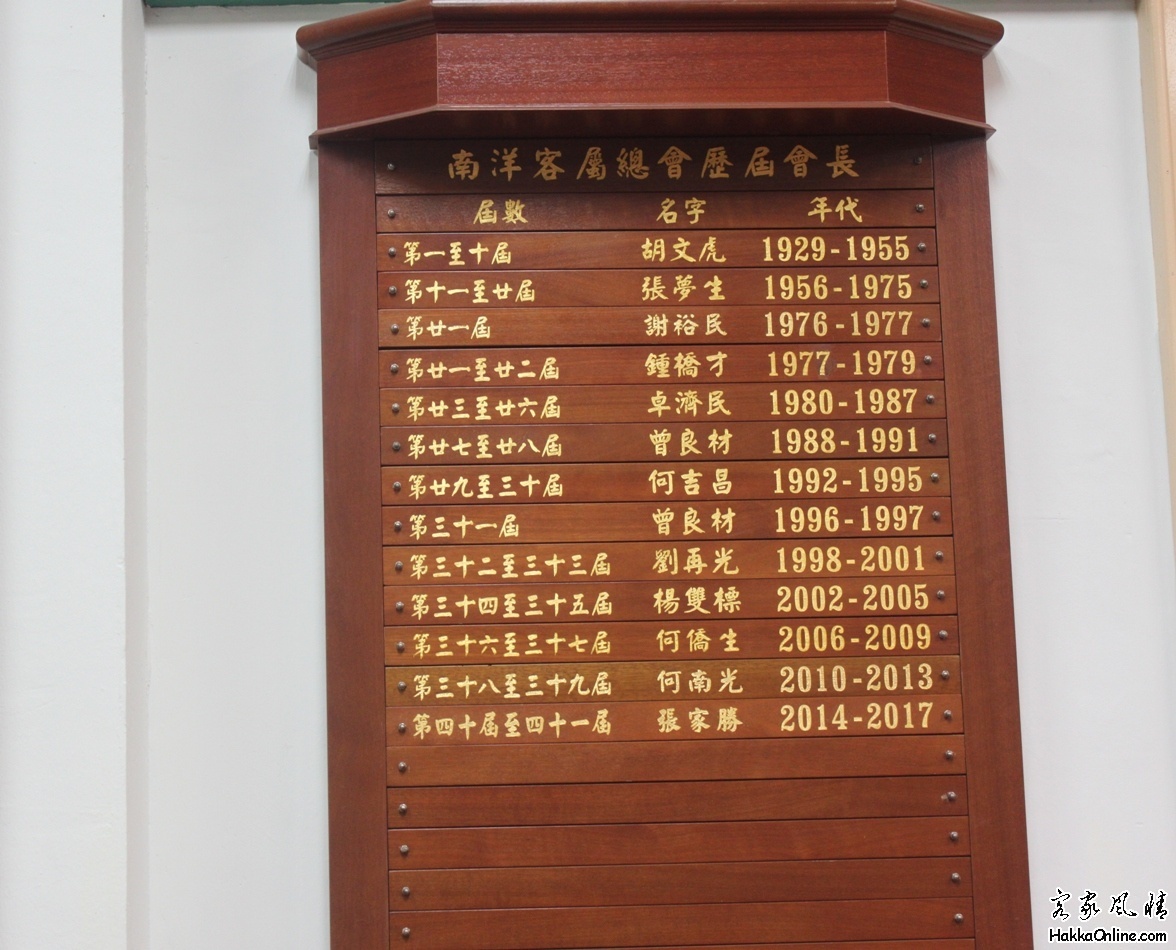 南洋客屬總會歷屆會長
屆數 名字 年代
第一至十屆 胡文虎 1929-1955
第十一至廿屆 張夢生 1956-1975
第廿一屆 謝裕民 1976-1977
第廿一至廿二屆 鍾橋才 1977-1979
第廿三至廿六屆 卓濟民 1980-1987
第廿七至廿八屆 曾良材 1988-1991
第廿九至三十屆 何吉昌 1992-1995
第三十一屆 曾良材 1996-1997
第三十二至三十三屆 劉再光 1998-2001
第三十四至三十五屆 楊雙標 2002-2005
第三十六至三十七屆 何僑生 2006-2009
第三十八至三十九屆 何南光 2010-2013
第四十屆至四十一屆 張家勝 2014-2017
客家风情
HakkaOnline.com